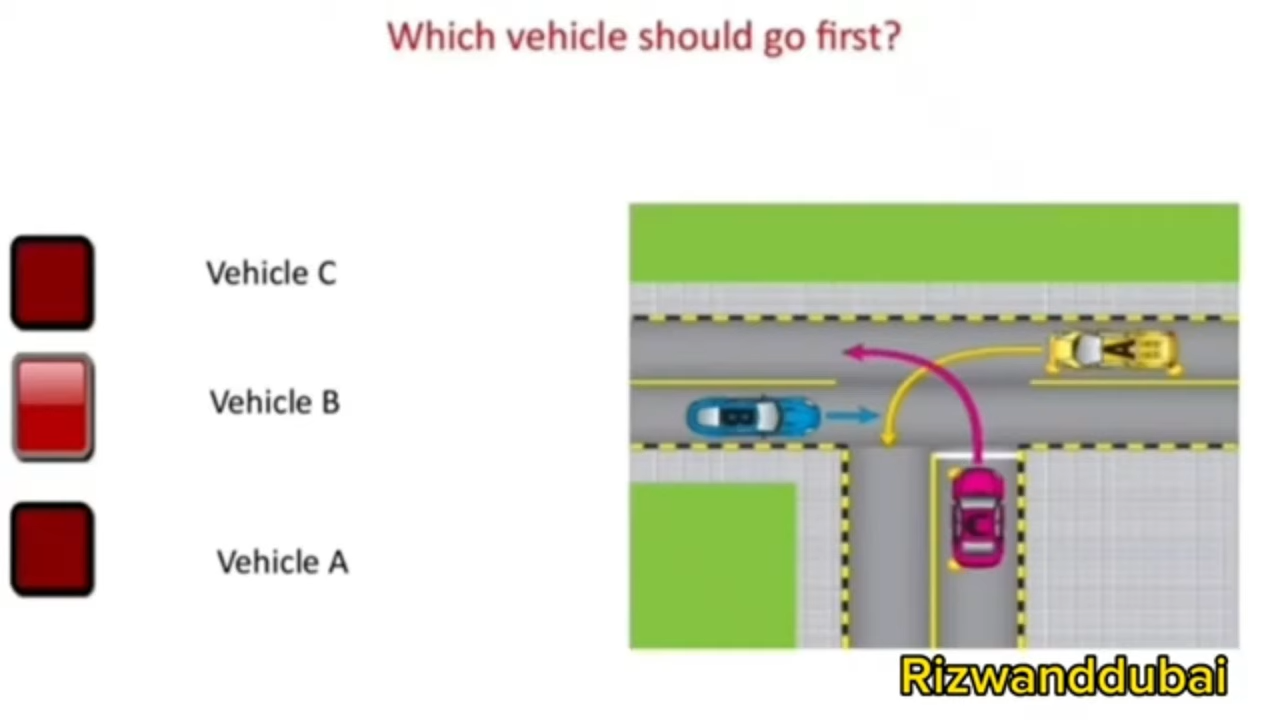 Which vehicle should go first?
Vehicle C
Vehicle B
Vehicle A
A
B
C
Rizwanddubai